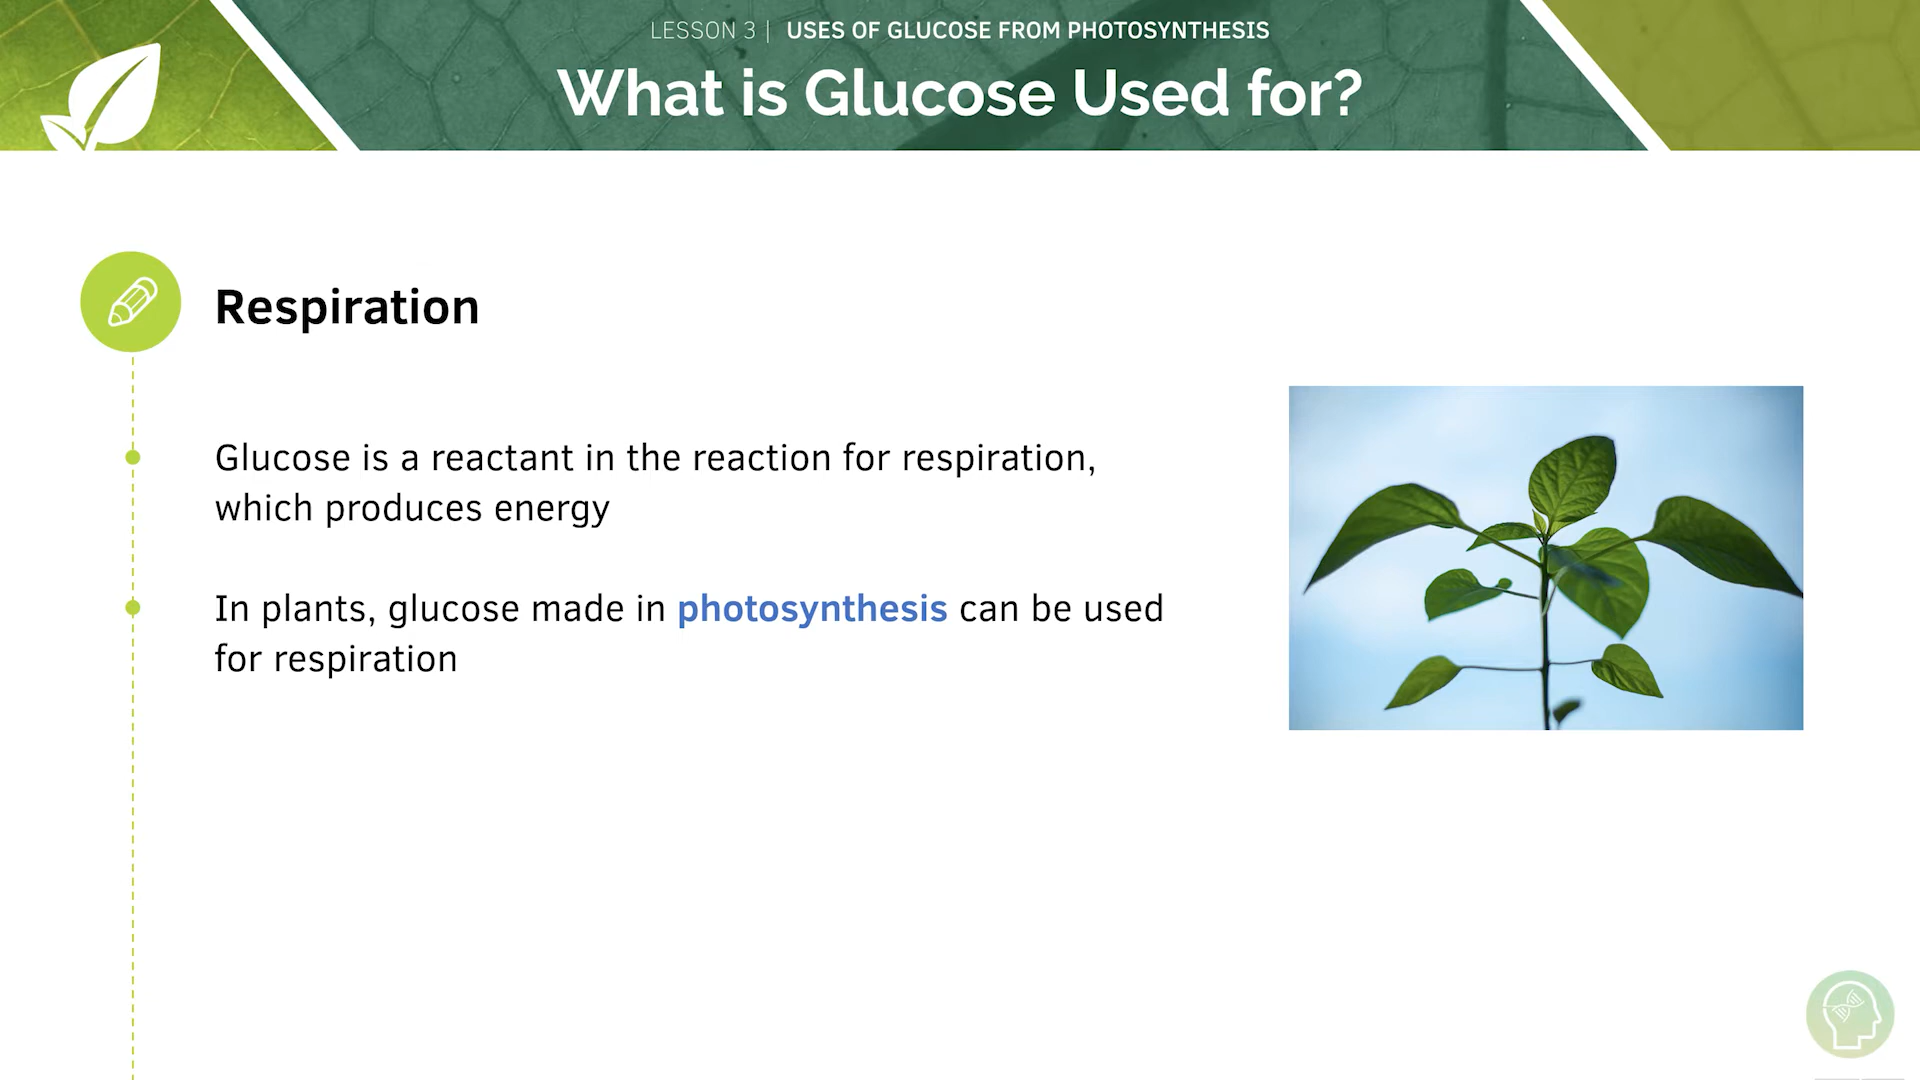 LESSON 3 | USES OF GLUCOSE FROM PHOTOSYNTHESIS
What is Glucose Used for?
Respiration
Glucose is a reactant in the reaction for respiration,
which produces energy
In plants, glucose made in photosynthesis can be used
for respiration